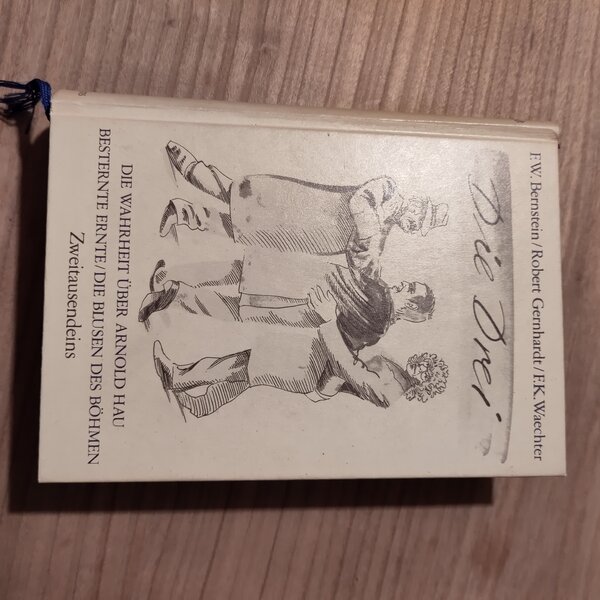 F.W. Bernstein/Robert Gernhardt/F.K. Waechter
Die Drei
DIE WAHRHEIT ÜBER ARNOLD HAU
BESTERNTE ERNTE/DIE BLUSEN DES BÖHMEN
Zweitausendeins